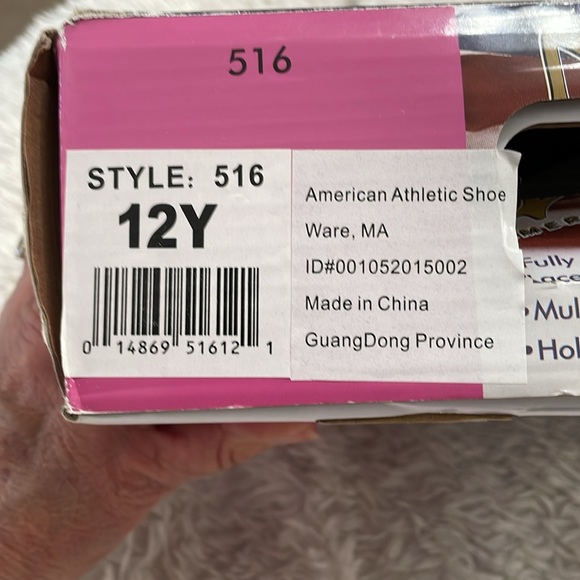 516
STYLE: 516
12Y
0 14869 51612 1
American Athletic Shoe
Ware, MA
ID#001052015002
Made in China
GuangDong Province
Fully
• Mul
• Hol